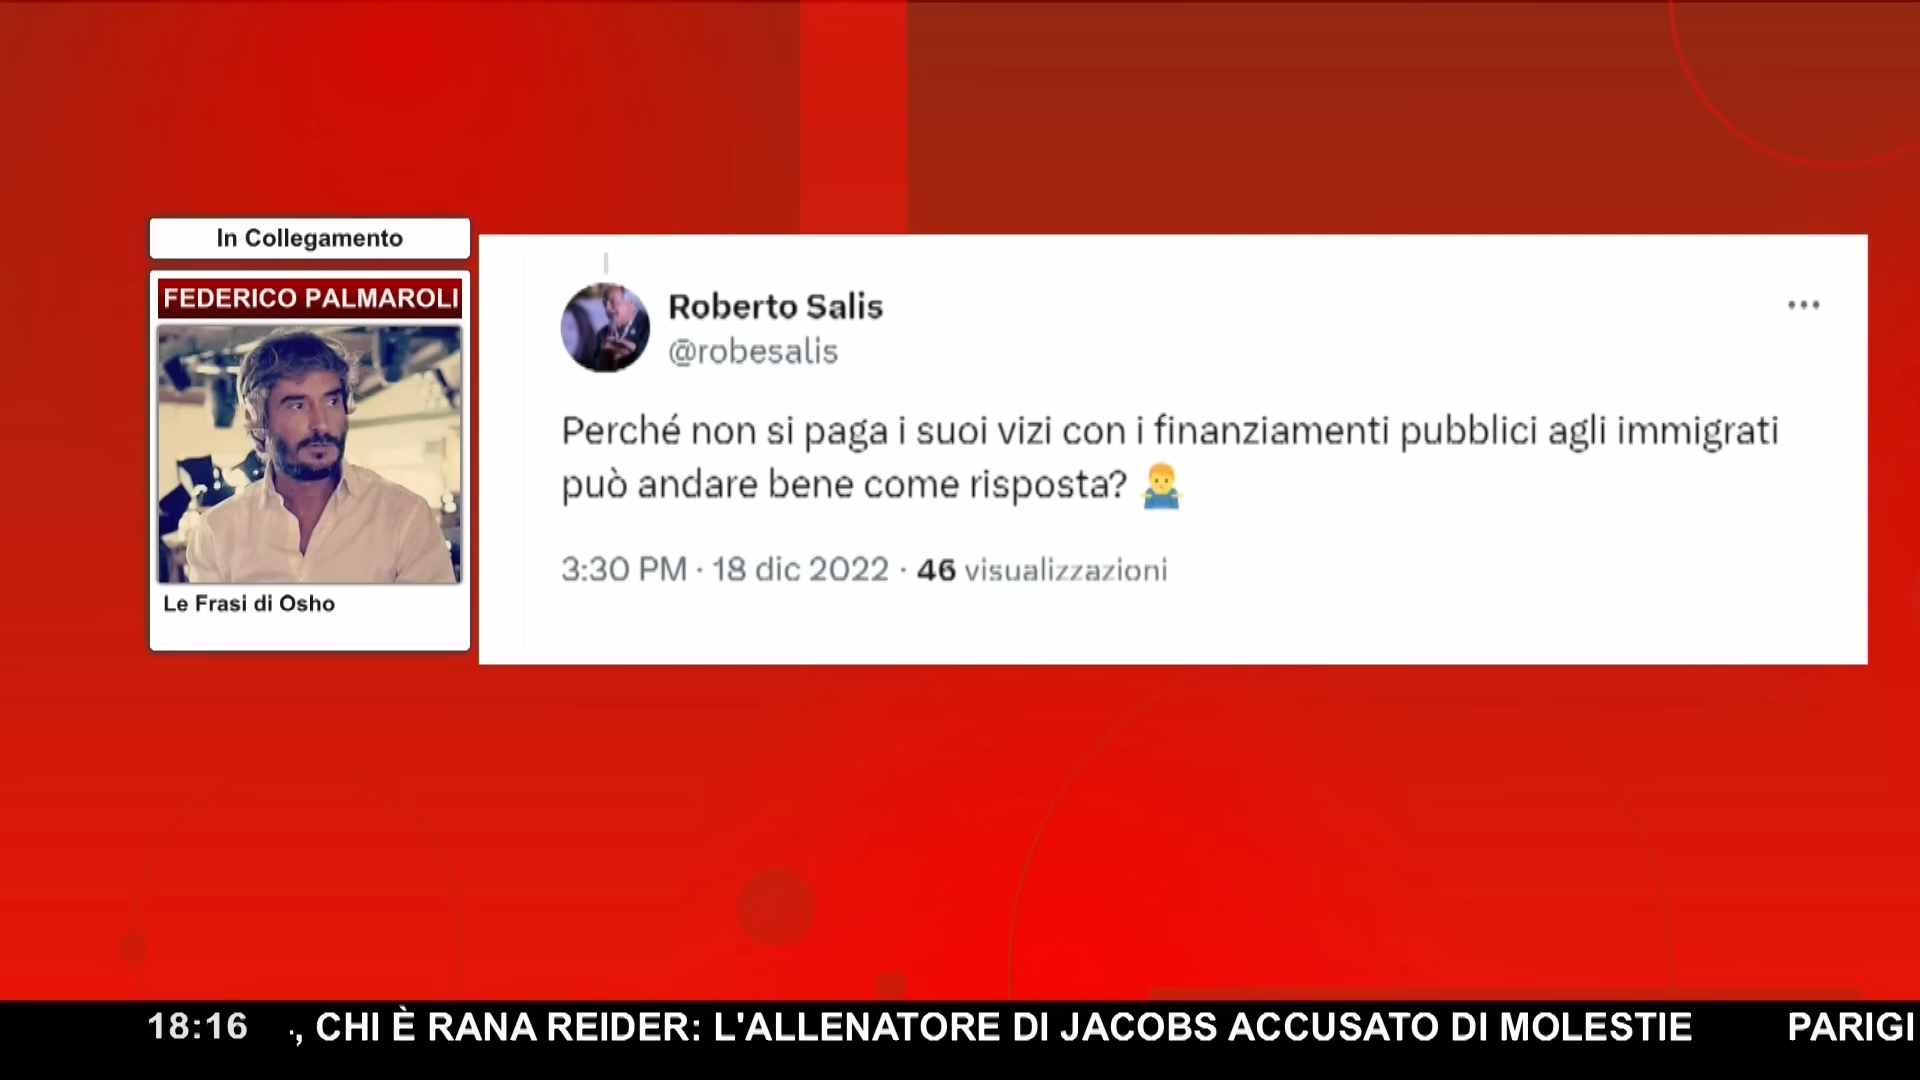 In Collegamento
FEDERICO PALMAROLI
Le Frasi di Osho
Roberto Salis
@robesalis
Perché non si paga i suoi vizi con i finanziamenti pubblici agli immigrati
può andare bene come risposta? 🤷‍♂️
3:30 PM · 18 dic 2022 · 46 visualizzazioni
18:16 , CHI È RANA REIDER: L'ALLENATORE DI JACOBS ACCUSATO DI MOLESTIE PARIGI